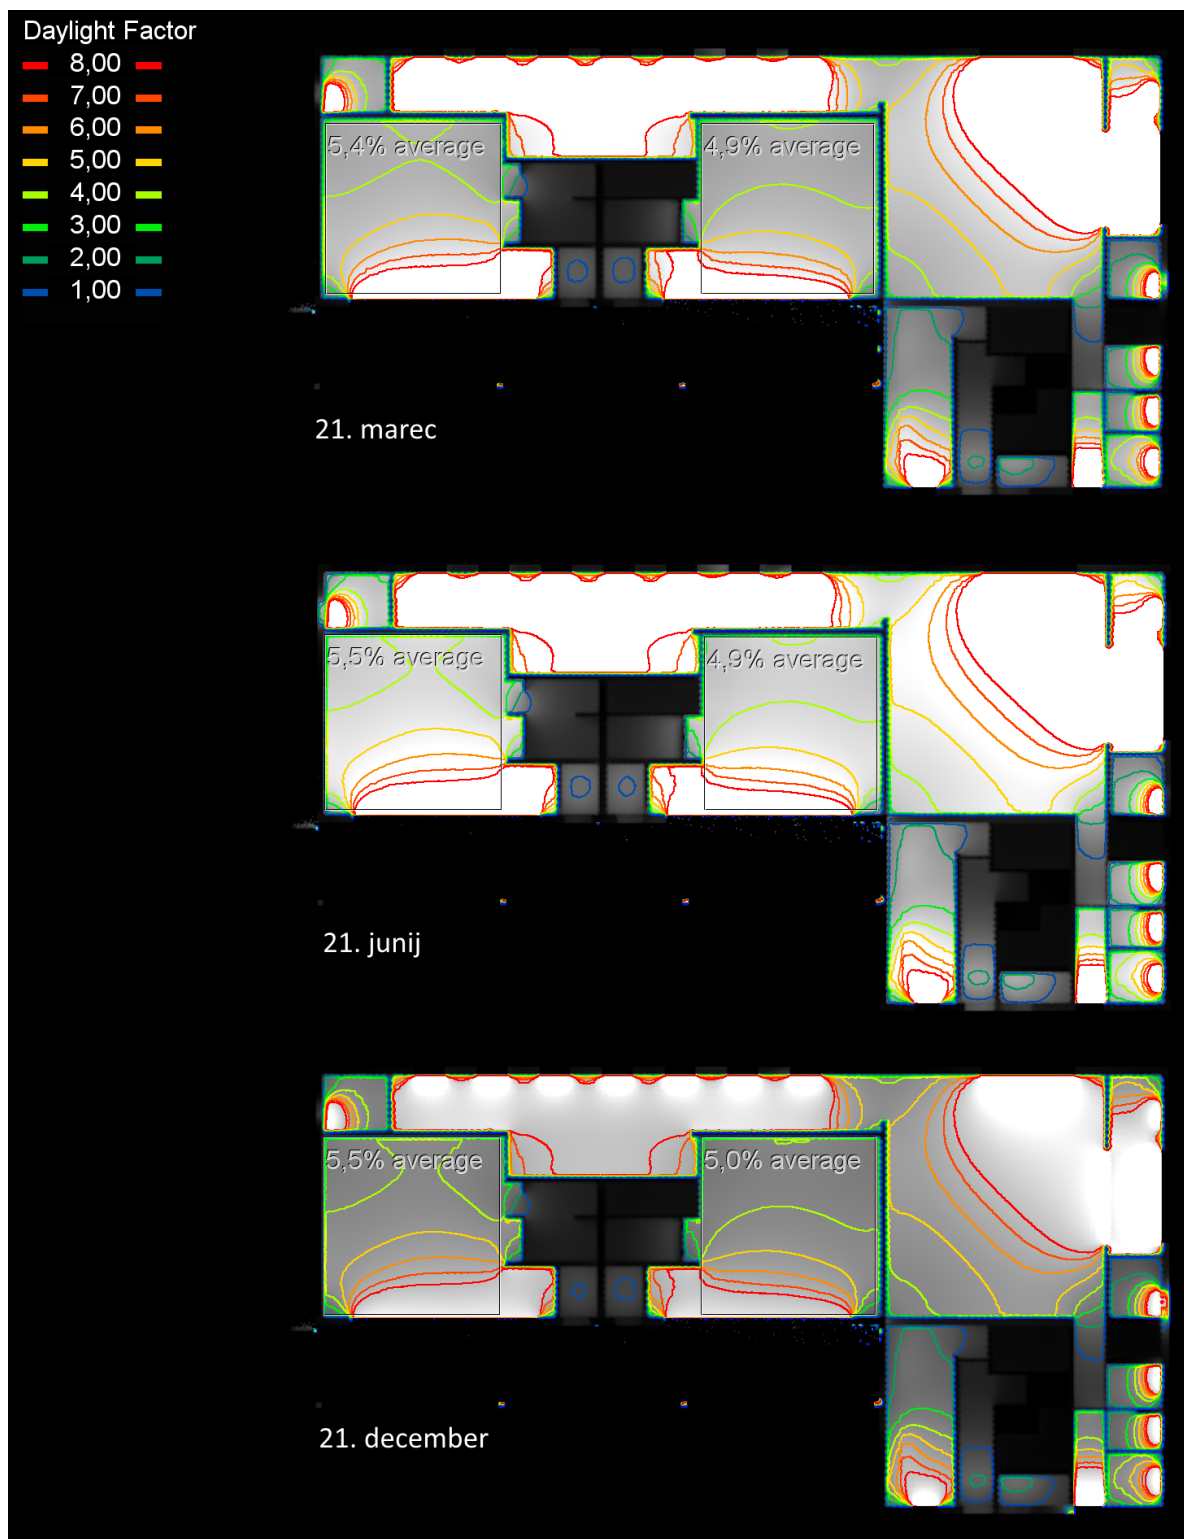 Daylight Factor
8,00
7,00
6,00
5,00
4,00
3,00
2,00
1,00
5,4% average
4,9% average
21. marec
5,5% average
4,9% average
21. junij
5,5% average
5,0% average
21. december